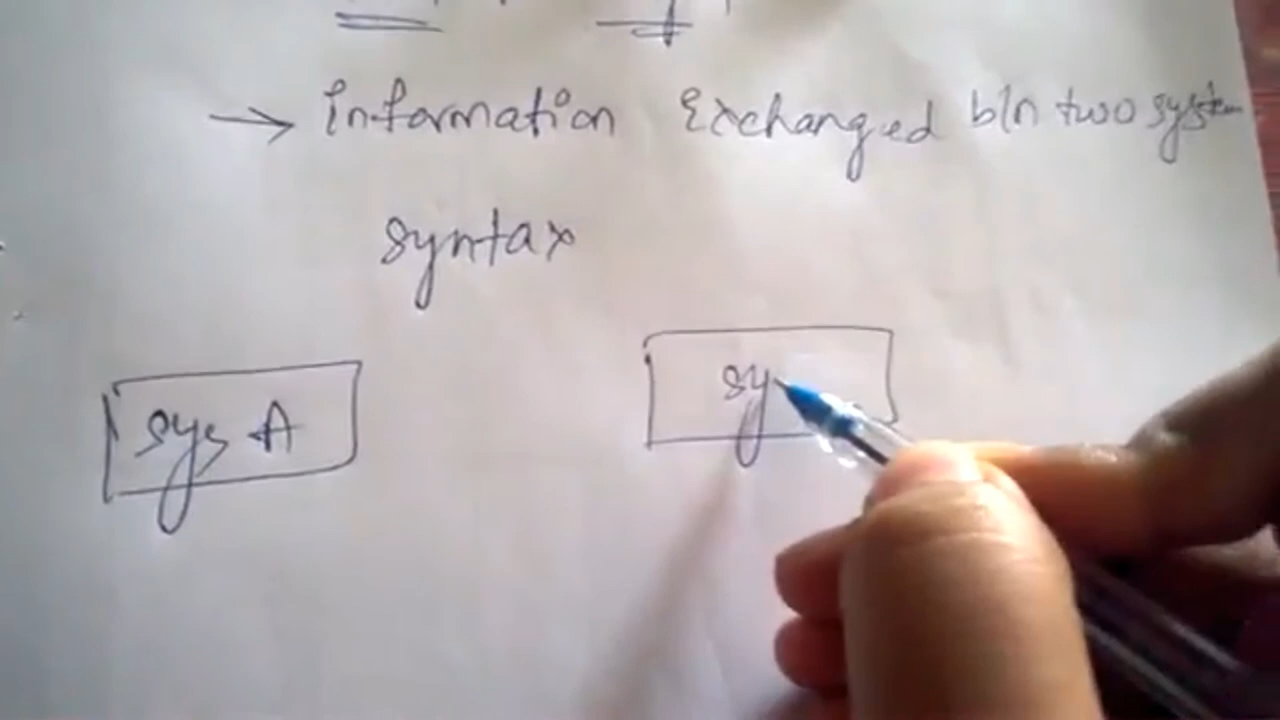 → Information Exchanged b/n two system
syntax
sys A
sy